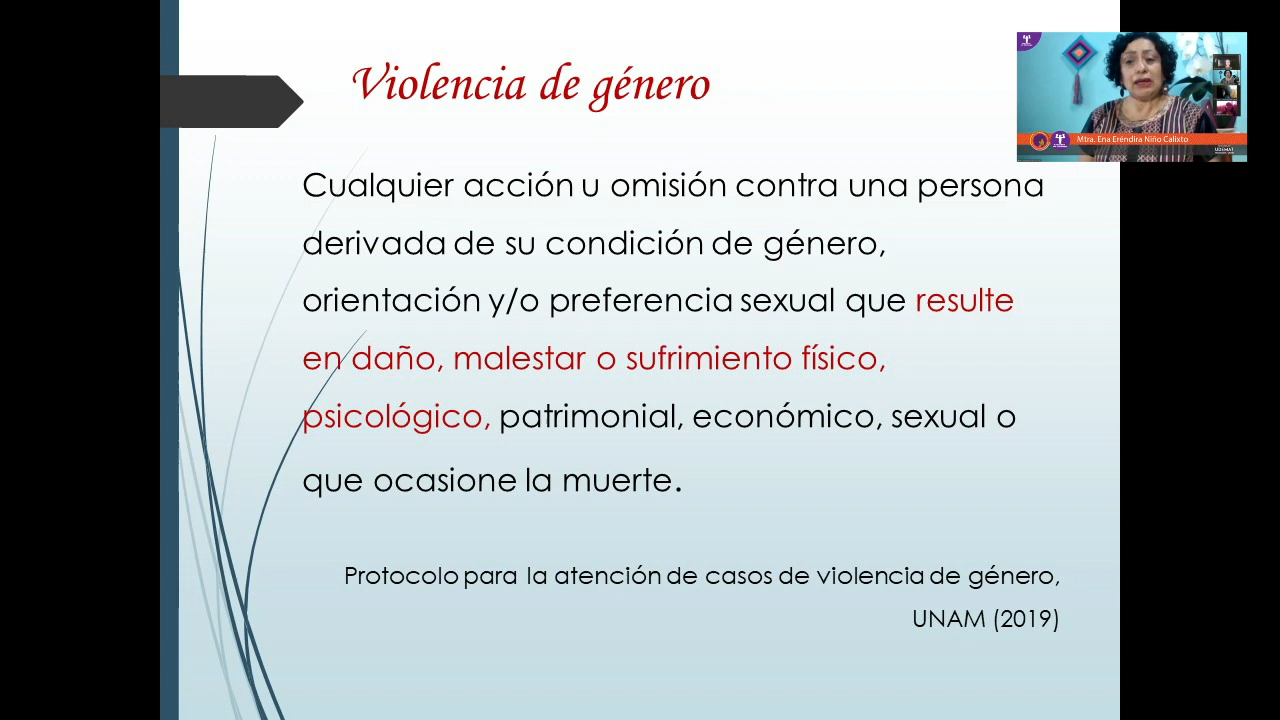 Violencia de género
Mtra. Ena Eréndira Niño Calixto
UDEMAT
Cualquier acción u omisión contra una persona
derivada de su condición de género,
orientación y/o preferencia sexual que resulte
en daño, malestar o sufrimiento físico,
psicológico, patrimonial, económico, sexual o
que ocasione la muerte.
Protocolo para la atención de casos de violencia de género,
UNAM (2019)